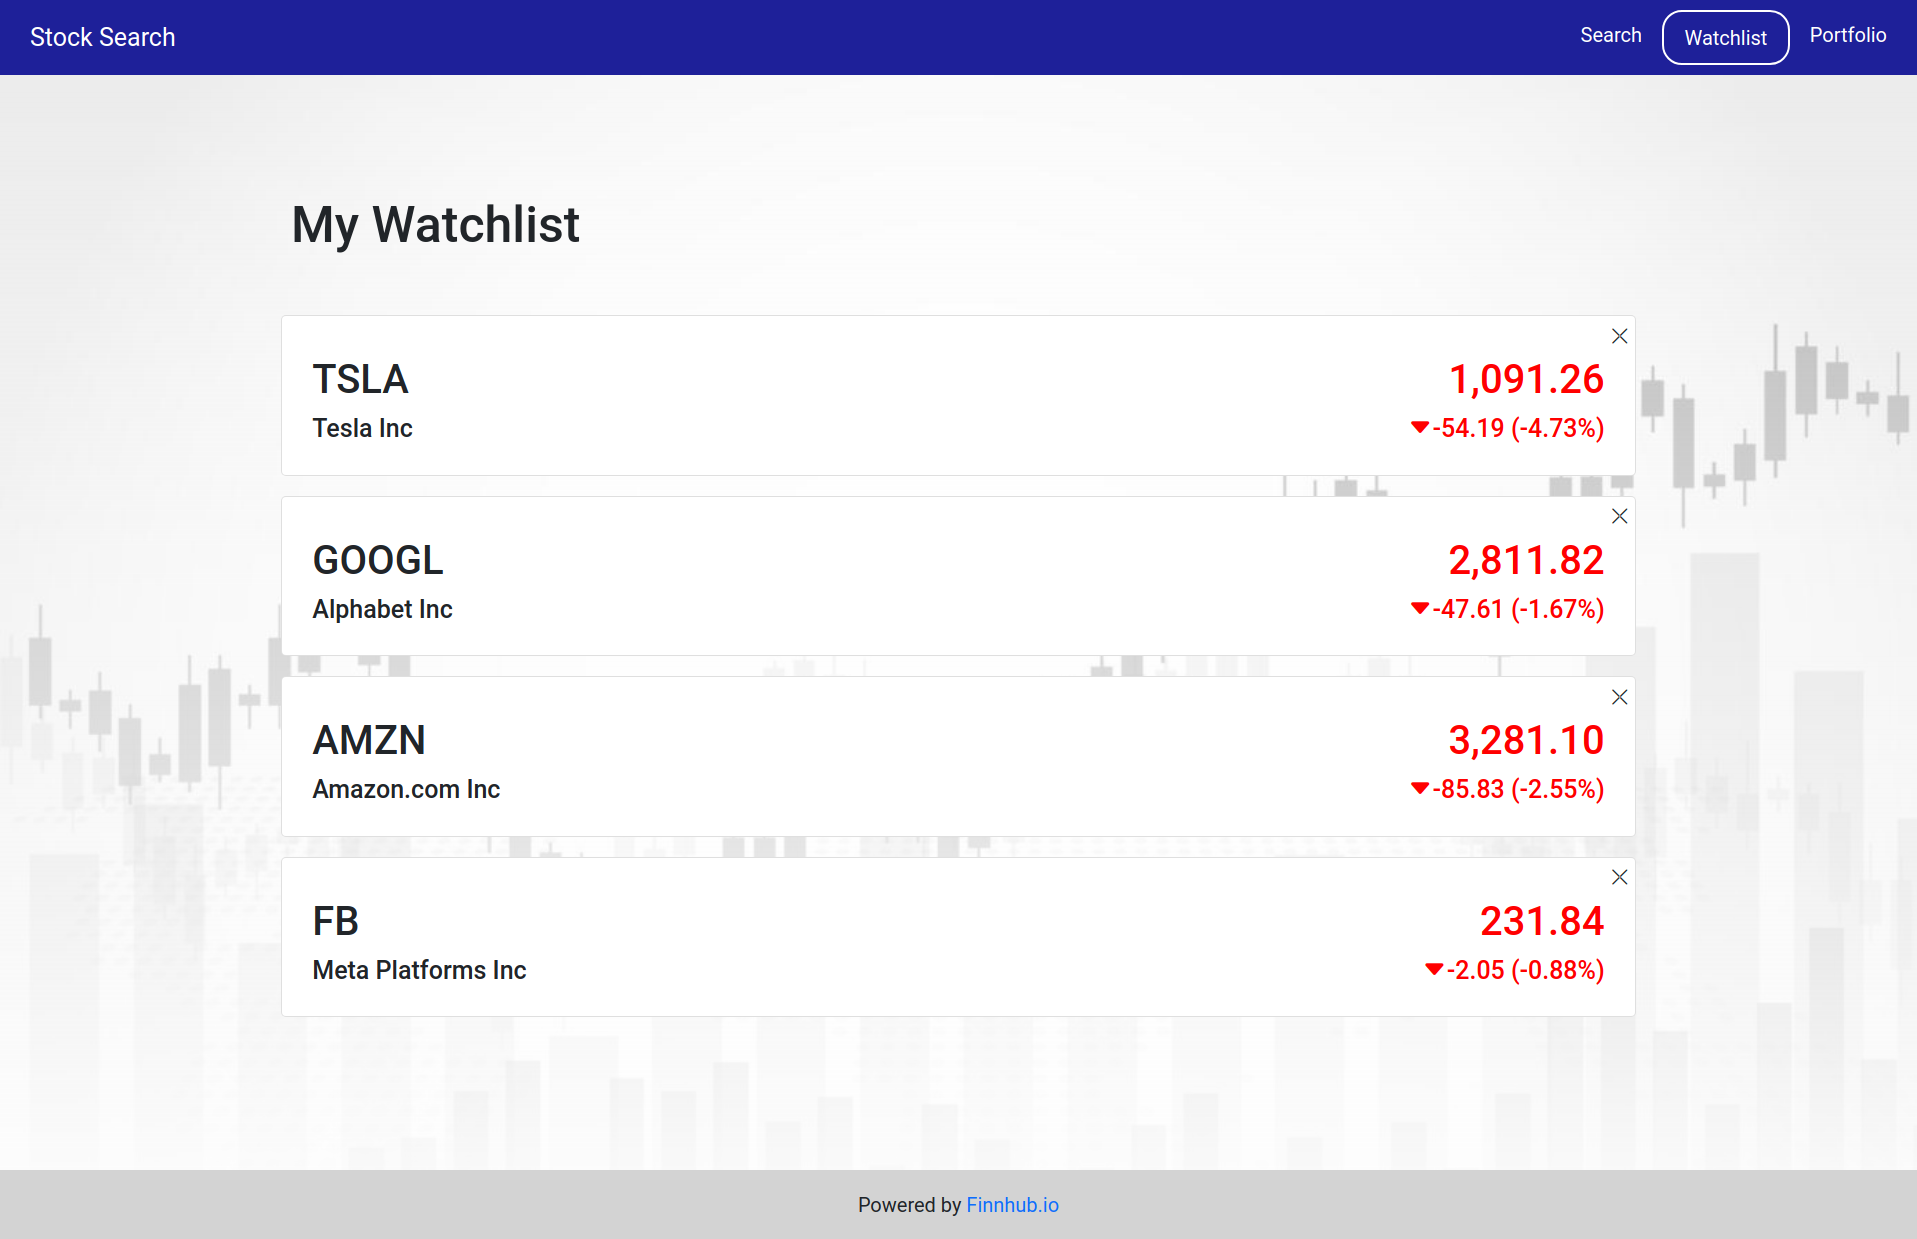 Stock Search
Search
Watchlist
Portfolio
My Watchlist
TSLA
1,091.26
Tesla Inc
-54.19 (-4.73%)
GOOGL
2,811.82
Alphabet Inc
-47.61 (-1.67%)
AMZN
3,281.10
Amazon.com Inc
-85.83 (-2.55%)
FB
231.84
Meta Platforms Inc
-2.05 (-0.88%)
Powered by Finnhub.io